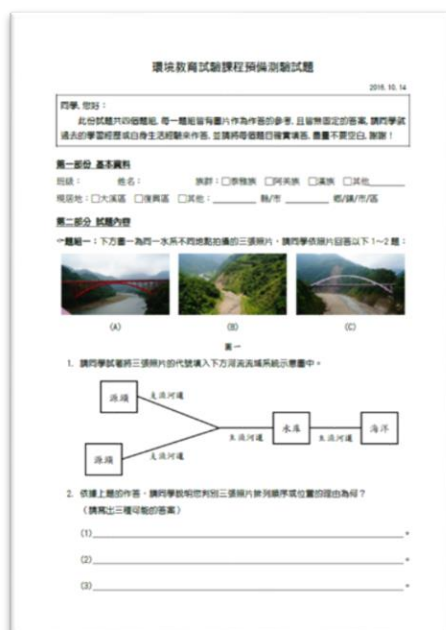 環境教育試驗課程預備測驗試題
2016.10.14
同學,您好:
此份試題共四個題組,每一題組皆有圖片作為作答的參考,且皆無固定的答案,請同學就
過去的學習經歷或自身生活經驗來作答,並請將每個題目確實填答,盡量不要空白,謝謝!
第一部份 基本資料
班級: 姓名: 族群:□泰雅族 □阿美族 □漢族 □其他
現居地:□大溪區 □復興區 □其他: 縣/市 鄉/鎮/市/區
第二部分 試題內容
題組一:下方圖一為同一水系不同地點拍攝的三張照片,請同學依照片回答以下 1~2 題:
(A) (B) (C)
圖一
1. 請同學試著將三張照片的代號填入下方河流流域系統示意圖中。
源頭
支流河道
主流河道
水庫
主流河道
海洋
源頭
支流河道
2. 依據上題的作答,請同學說明您判別三張照片排列順序或位置的理由為何?
(請寫出三種可能的答案)
(1) 。
(2) 。
(3) 。